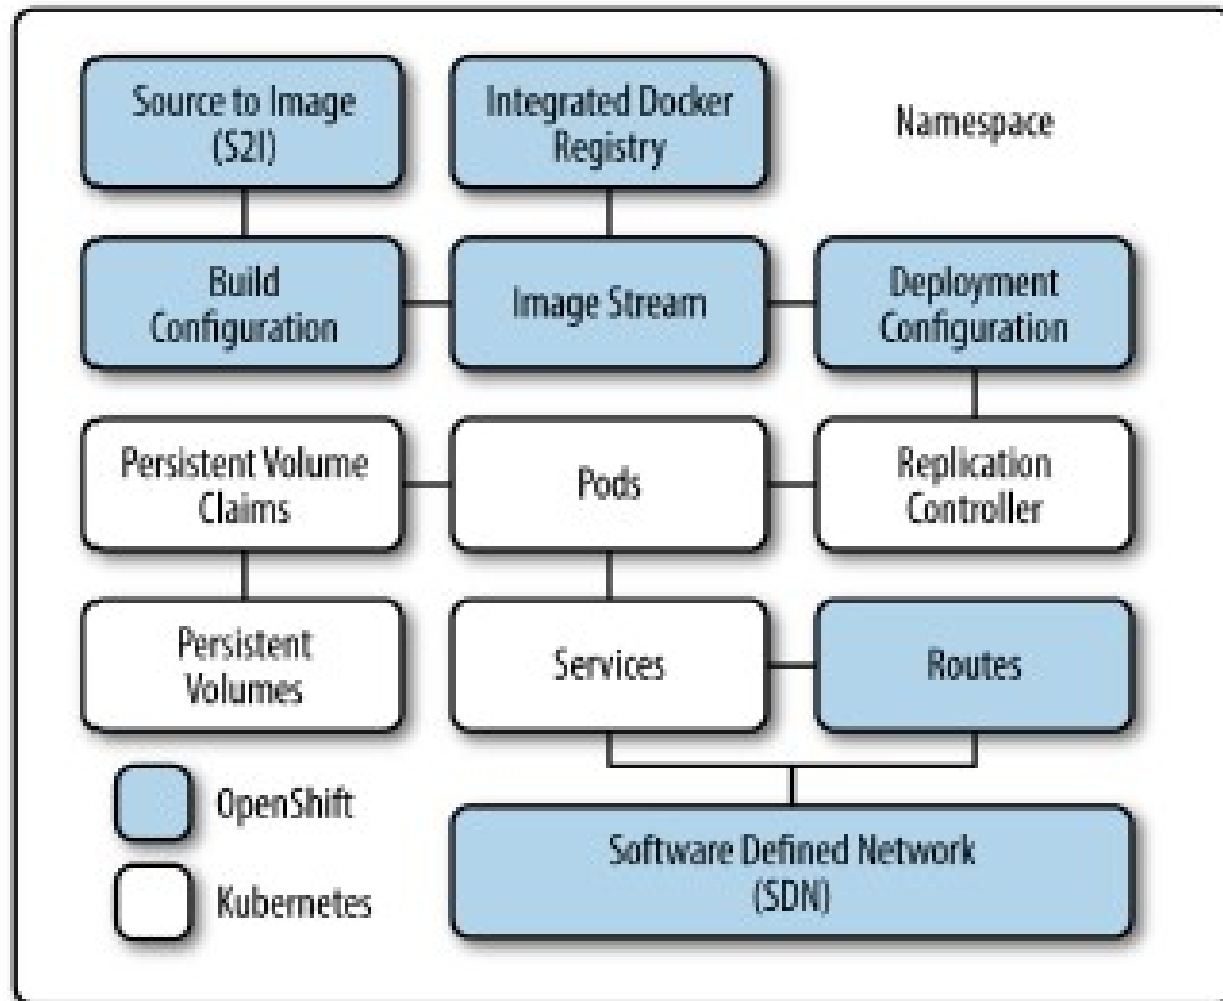 Source to Image
(S2I)
Integrated Docker
Registry
Namespace
Build
Configuration
Image Stream
Deployment
Configuration
Persistent Volume
Claims
Pods
Replication
Controller
Persistent
Volumes
Services
Routes
OpenShift
Kubernetes
Software Defined Network
(SDN)